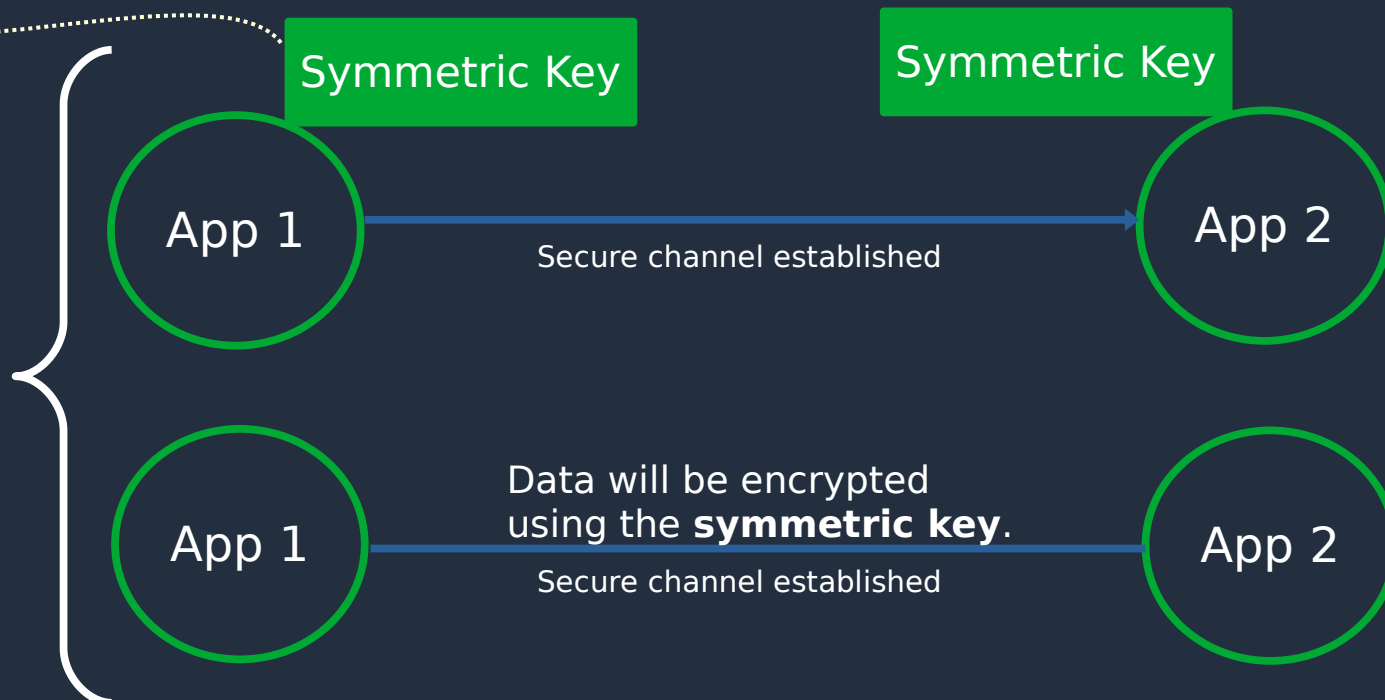 Symmetric Key
Symmetric Key
App 1
App 2
Secure channel established
Data will be encrypted
using the symmetric key.
App 1
App 2
Secure channel established